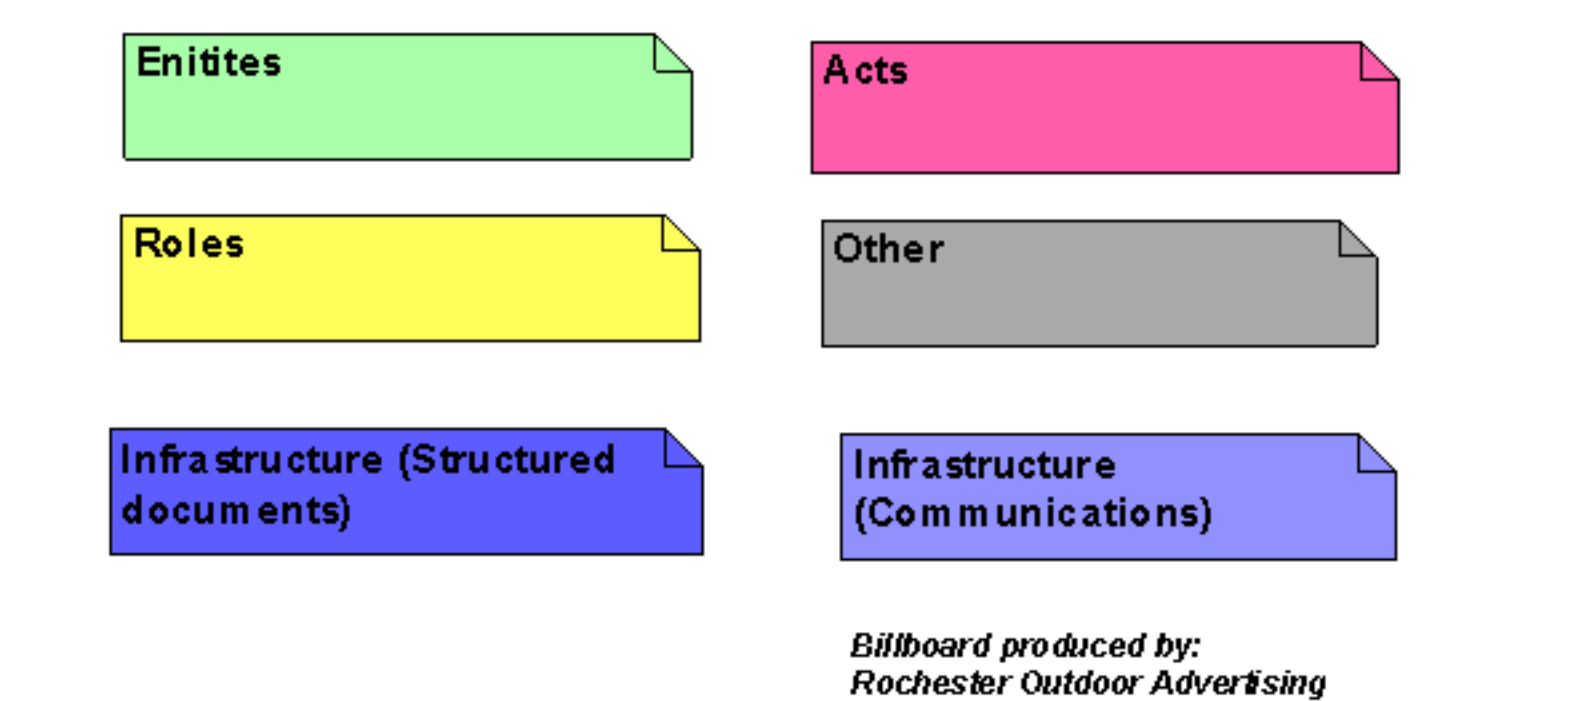 Enitites
Acts
Roles
Other
Infrastructure (Structured
documents)
Infrastructure
(Communications)
Billboard produced by:
Rochester Outdoor Advertising